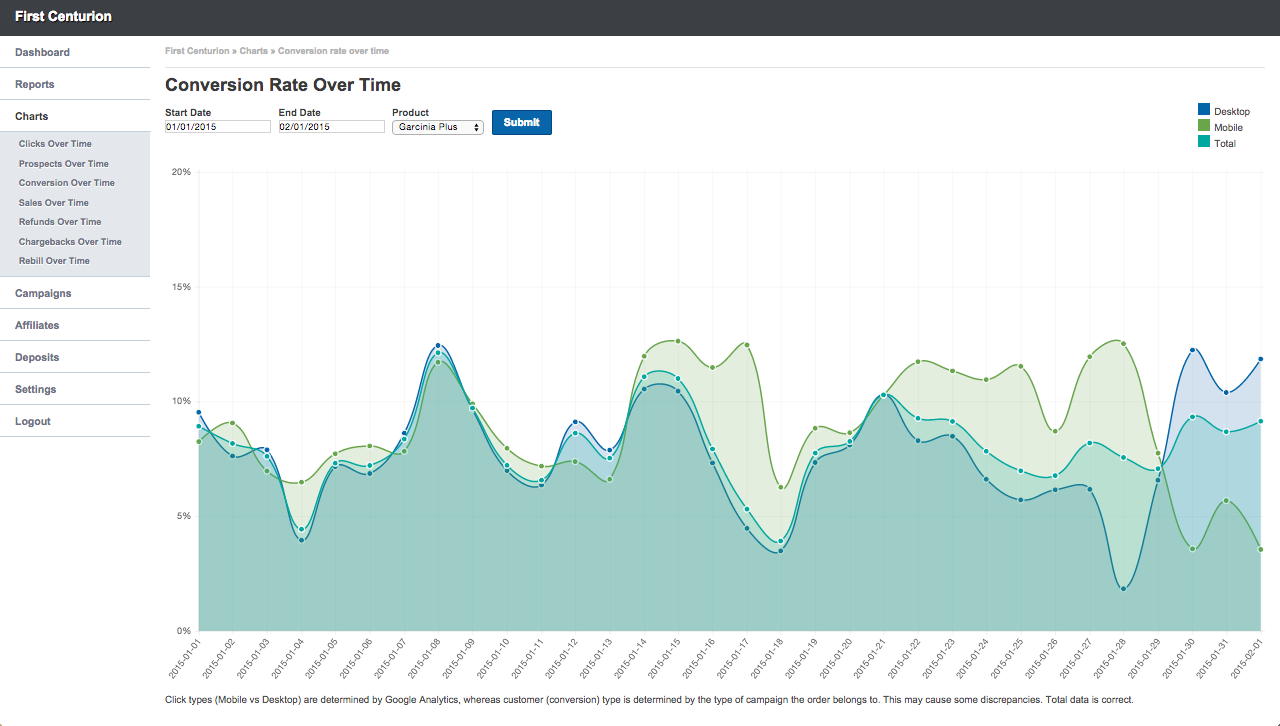 First Centurion
Dashboard
Reports
Charts
Clicks Over Time
Prospects Over Time
Conversion Over Time
Sales Over Time
Refunds Over Time
Chargebacks Over Time
Rebill Over Time
Campaigns
Affiliates
Deposits
Settings
Logout
First Centurion » Charts » Conversion rate over time
Conversion Rate Over Time
Start Date End Date Product
01/01/2015 02/01/2015 Garcinia Plus Submit
Desktop
Mobile
Total
20%
15%
10%
5%
0%
2015-01-01 2015-01-02 2015-01-03 2015-01-04 2015-01-05 2015-01-06 2015-01-07 2015-01-08 2015-01-09 2015-01-10 2015-01-11 2015-01-12 2015-01-13 2015-01-14 2015-01-15 2015-01-16 2015-01-17 2015-01-18 2015-01-19 2015-01-20 2015-01-21 2015-01-22 2015-01-23 2015-01-24 2015-01-25 2015-01-26 2015-01-27 2015-01-28 2015-01-29 2015-01-30 2015-01-31 2015-02-01
Click types (Mobile vs Desktop) are determined by Google Analytics, whereas customer (conversion) type is determined by the type of campaign the order belongs to. This may cause some discrepancies. Total data is correct.